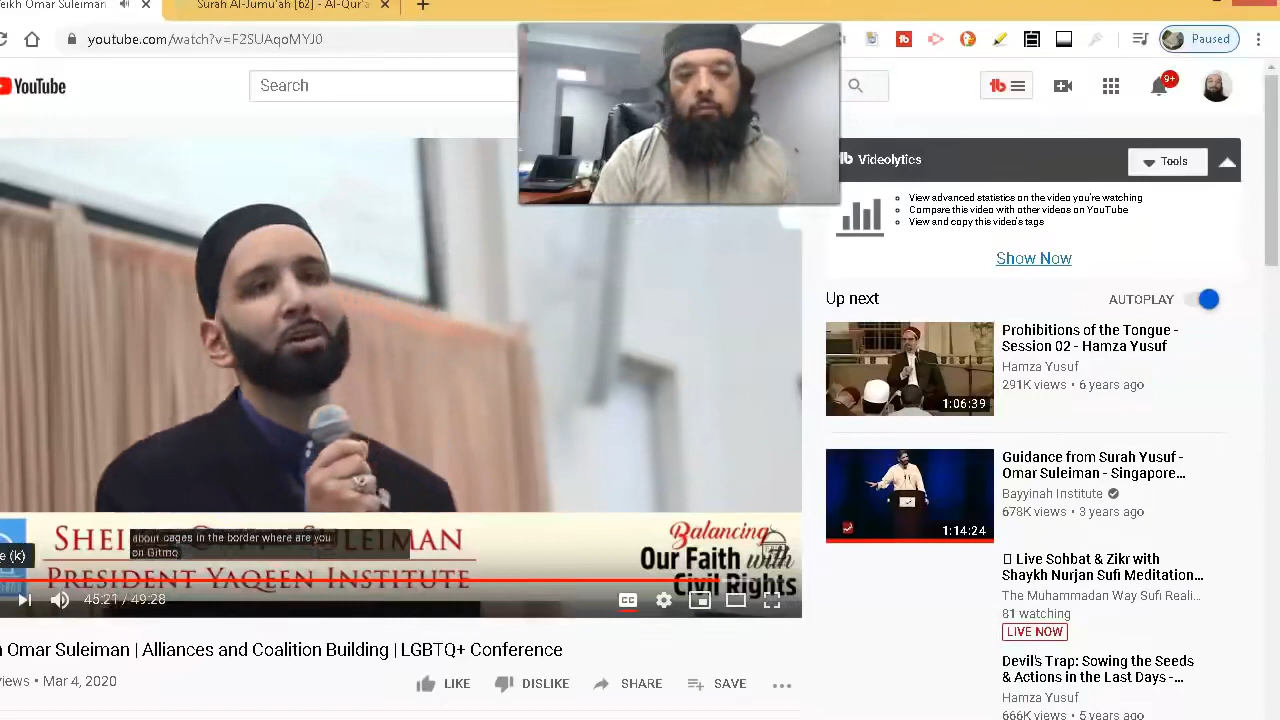 eikh Omar Suleiman
Surah Al-Jumu'ah [62] - Al-Qur'a
youtube.com/watch?v=F2SUAqoMYJ0
Paused
YouTube
Search
tb
9+
tb Videolytics
Tools
View advanced statistics on the video you're watching
Compare this video with other videos on YouTube
View and copy this video's tags
Show Now
Up next
AUTOPLAY
Prohibitions of the Tongue -
Session 02 - Hamza Yusuf
Hamza Yusuf
291K views • 6 years ago
1:06:39
Guidance from Surah Yusuf -
Omar Suleiman - Singapore...
Bayyinah Institute
678K views • 3 years ago
1:14:24
Live Sohbat & Zikr with
Shaykh Nurjan Sufi Meditation...
The Muhammadan Way Sufi Reali...
81 watching
LIVE NOW
Devil's Trap: Sowing the Seeds
& Actions in the Last Days -...
Hamza Yusuf
666K views • 5 years ago
about cages in the border where are you
on Gitmo
PRESIDENT YAQEEN INSTITUTE
Balancing
Our Faith with
Civil Rights
e (k)
45:21 / 49:28
CC
Omar Suleiman | Alliances and Coalition Building | LGBTQ+ Conference
views • Mar 4, 2020
LIKE
DISLIKE
SHARE
SAVE